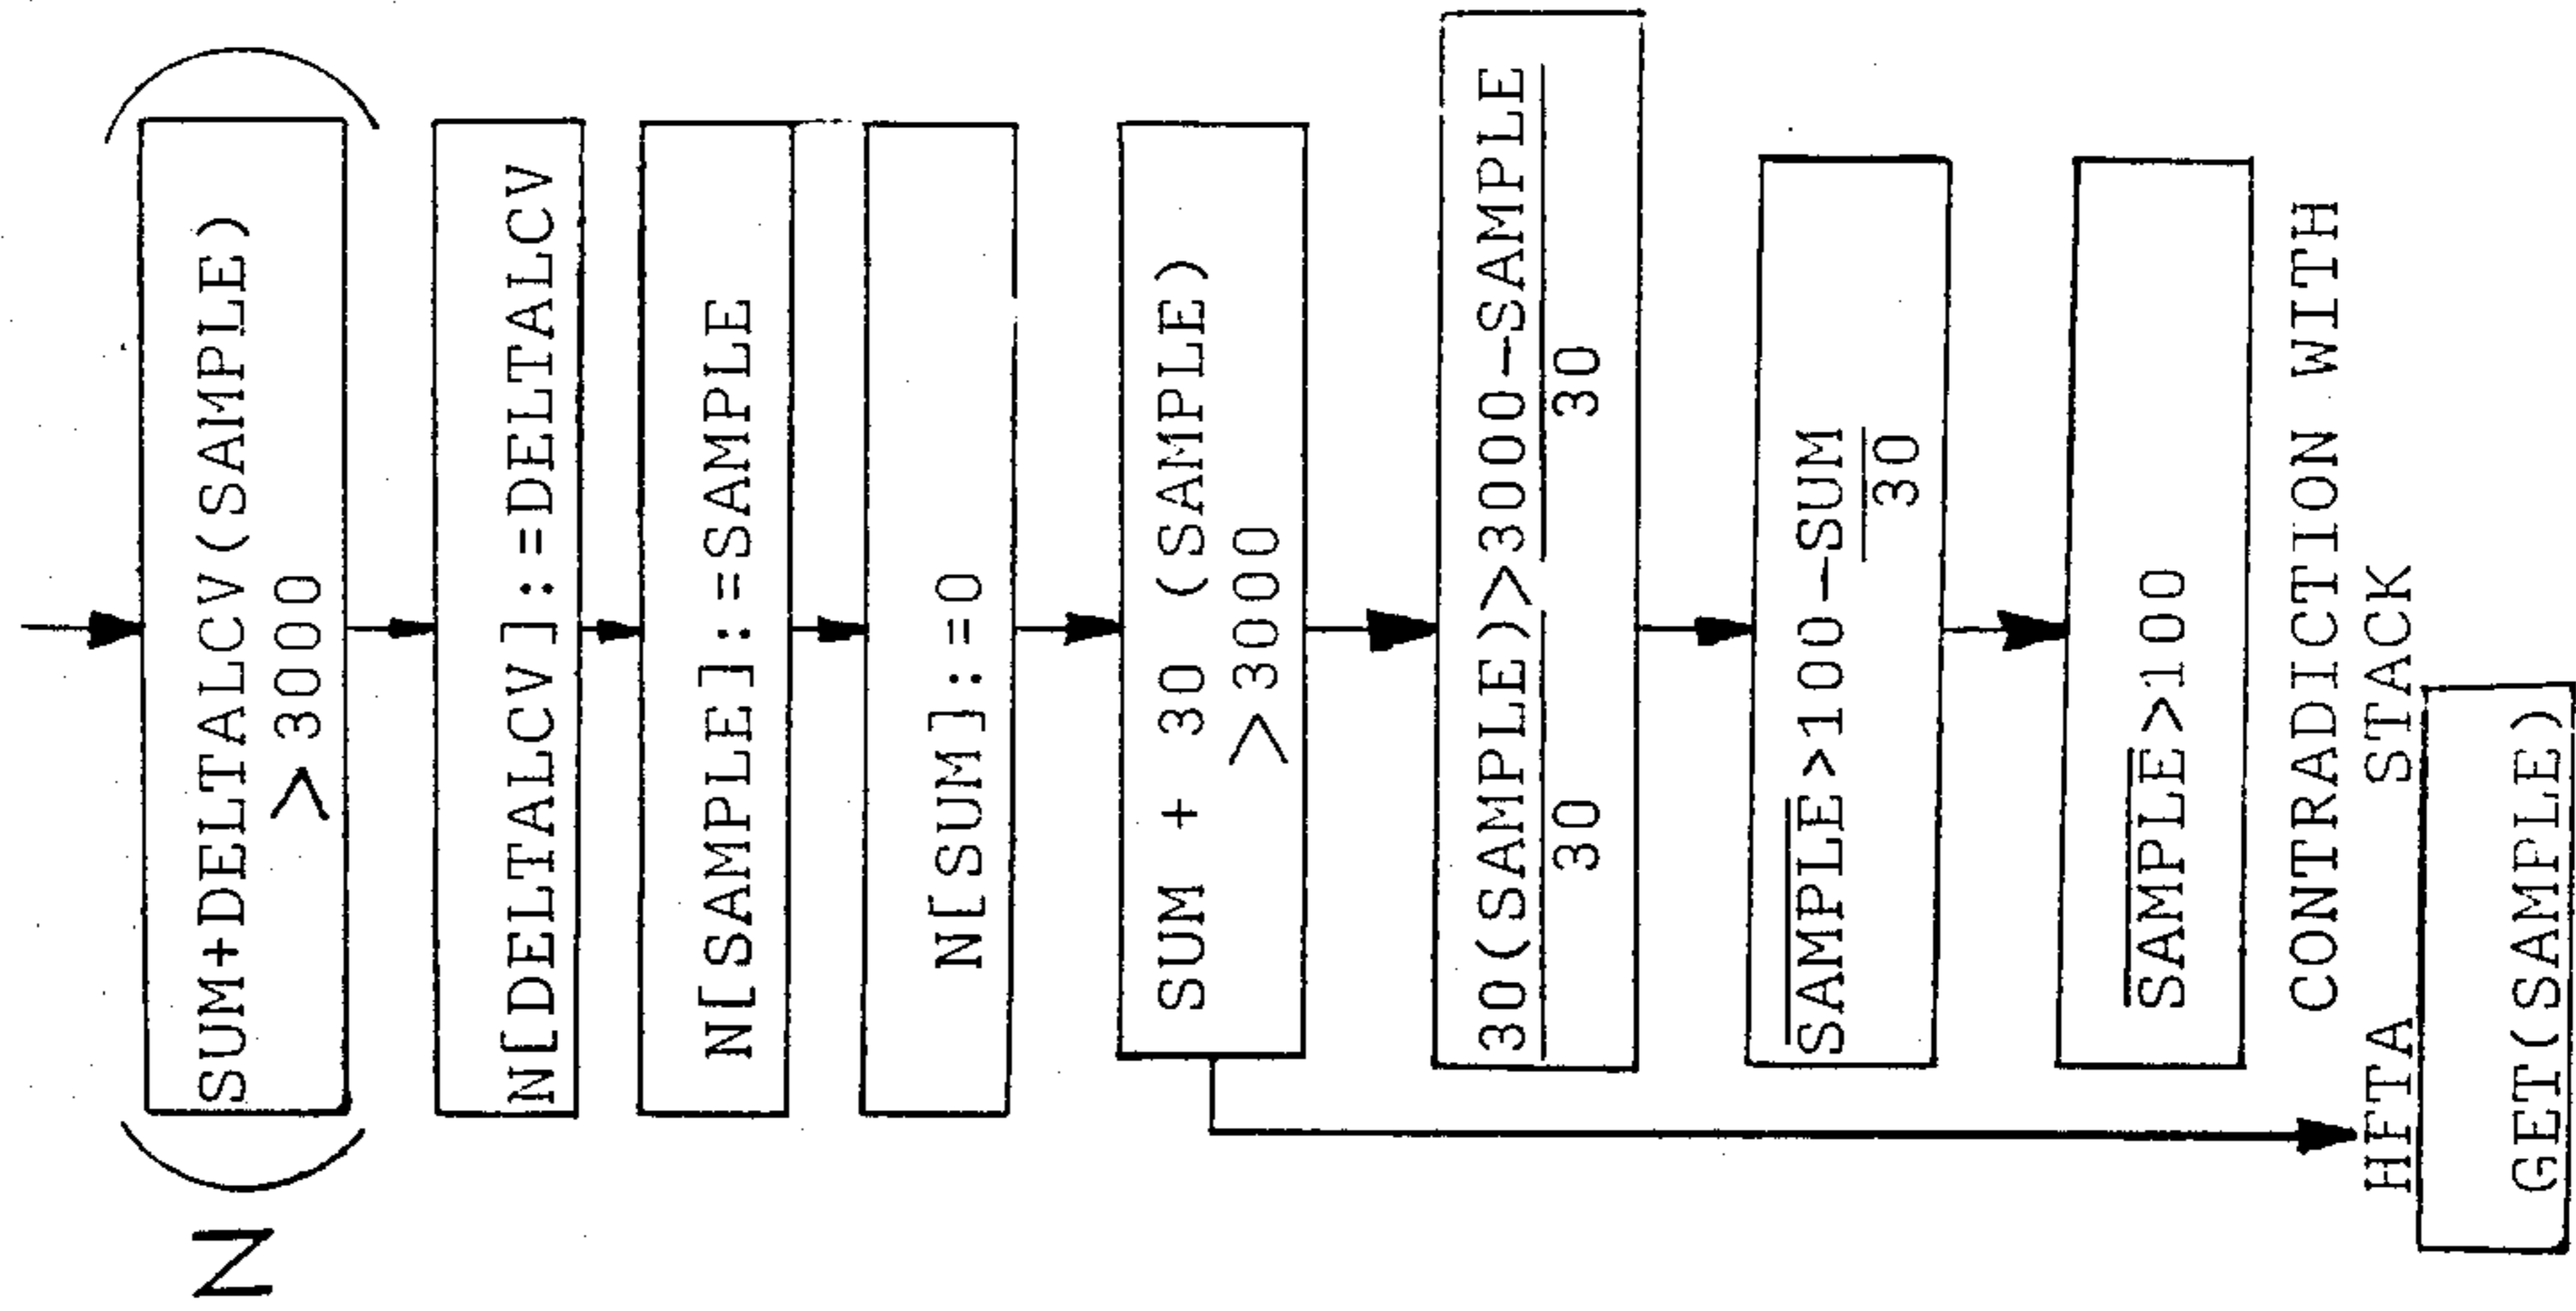 N
SUM+DELTALCV(SAMPLE)
>3000
N[DELTALCV]:=DELTALCV
N[SAMPLE]:=SAMPLE
N[SUM]:=0
SUM + 30 (SAMPLE)
>3000
30(SAMPLE)>3000-SAMPLE
30 30
SAMPLE>100-SUM
30
SAMPLE>100
CONTRADICTION WITH
STACK
HFTA
GET(SAMPLE)